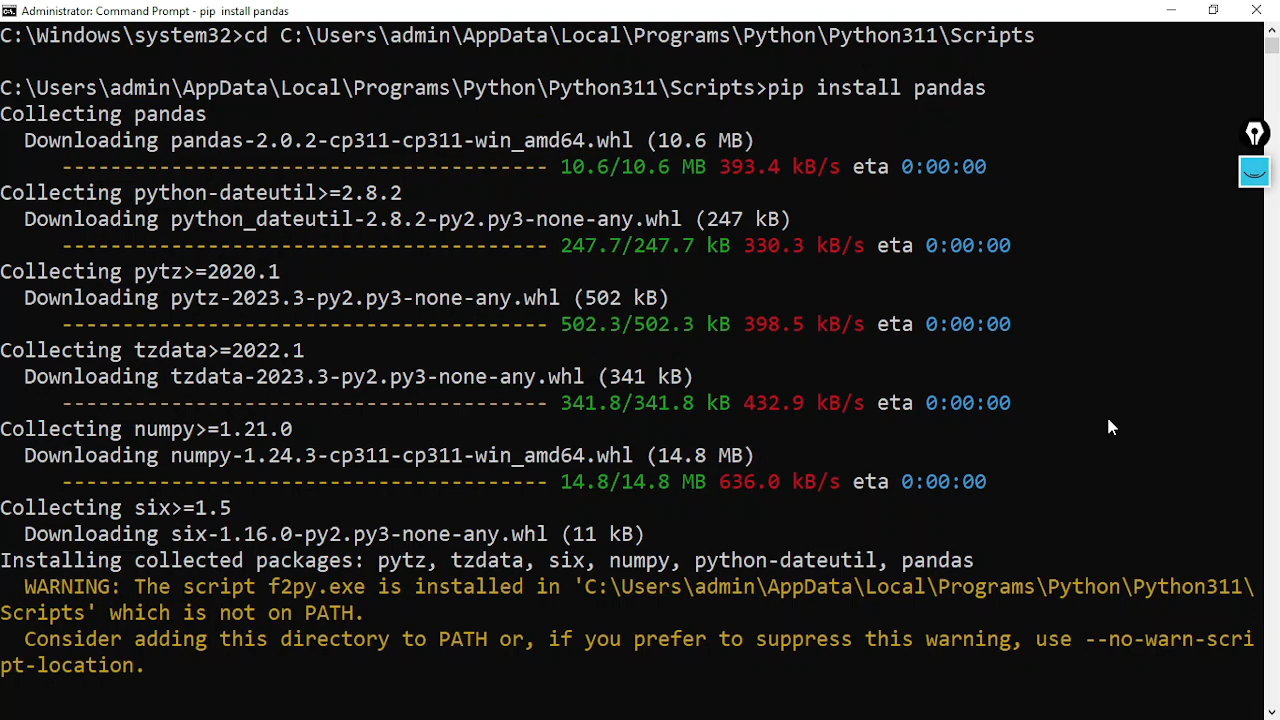 Administrator: Command Prompt - pip  install pandas
C:\Windows\system32>cd C:\Users\admin\AppData\Local\Programs\Python\Python311\Scripts
C:\Users\admin\AppData\Local\Programs\Python\Python311\Scripts>pip install pandas
Collecting pandas
  Downloading pandas-2.0.2-cp311-cp311-win_amd64.whl (10.6 MB)
     ---------------------------------------- 10.6/10.6 MB 393.4 kB/s eta 0:00:00
Collecting python-dateutil>=2.8.2
  Downloading python_dateutil-2.8.2-py2.py3-none-any.whl (247 kB)
     ---------------------------------------- 247.7/247.7 kB 330.3 kB/s eta 0:00:00
Collecting pytz>=2020.1
  Downloading pytz-2023.3-py2.py3-none-any.whl (502 kB)
     ---------------------------------------- 502.3/502.3 kB 398.5 kB/s eta 0:00:00
Collecting tzdata>=2022.1
  Downloading tzdata-2023.3-py2.py3-none-any.whl (341 kB)
     ---------------------------------------- 341.8/341.8 kB 432.9 kB/s eta 0:00:00
Collecting numpy>=1.21.0
  Downloading numpy-1.24.3-cp311-cp311-win_amd64.whl (14.8 MB)
     ---------------------------------------- 14.8/14.8 MB 636.0 kB/s eta 0:00:00
Collecting six>=1.5
  Downloading six-1.16.0-py2.py3-none-any.whl (11 kB)
Installing collected packages: pytz, tzdata, six, numpy, python-dateutil, pandas
  WARNING: The script f2py.exe is installed in 'C:\Users\admin\AppData\Local\Programs\Python\Python311\
Scripts' which is not on PATH.
  Consider adding this directory to PATH or, if you prefer to suppress this warning, use --no-warn-scri
pt-location.